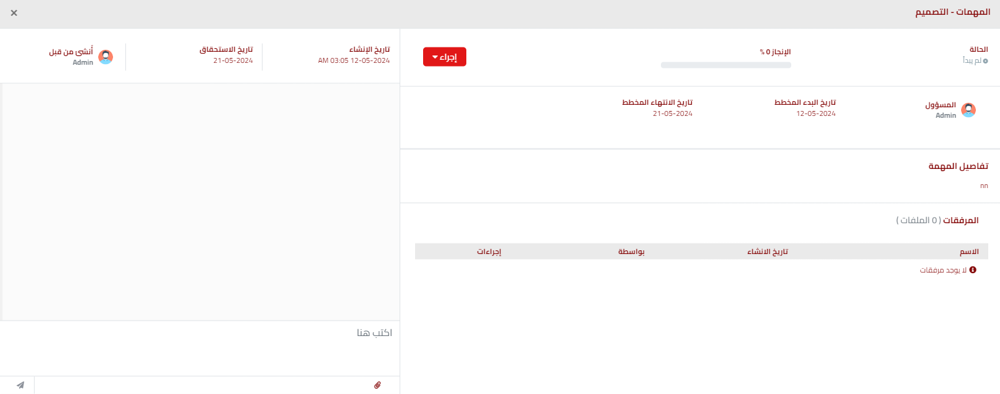 المهمات - التصميم
الحالة
لم يبدأ
الإنجاز 0 %
إجراء
المسؤول
Admin
تاريخ البدء المخطط
12-05-2024
تاريخ الانتهاء المخطط
21-05-2024
تفاصيل المهمة
nn
المرفقات ( 0 الملفات )
الاسم تاريخ الانشاء بواسطة إجراءات
لا يوجد مرفقات
تاريخ الإنشاء
12-05-2024 03:05 AM
تاريخ الاستحقاق
21-05-2024
أُنشئ من قبل
Admin
اكتب هنا